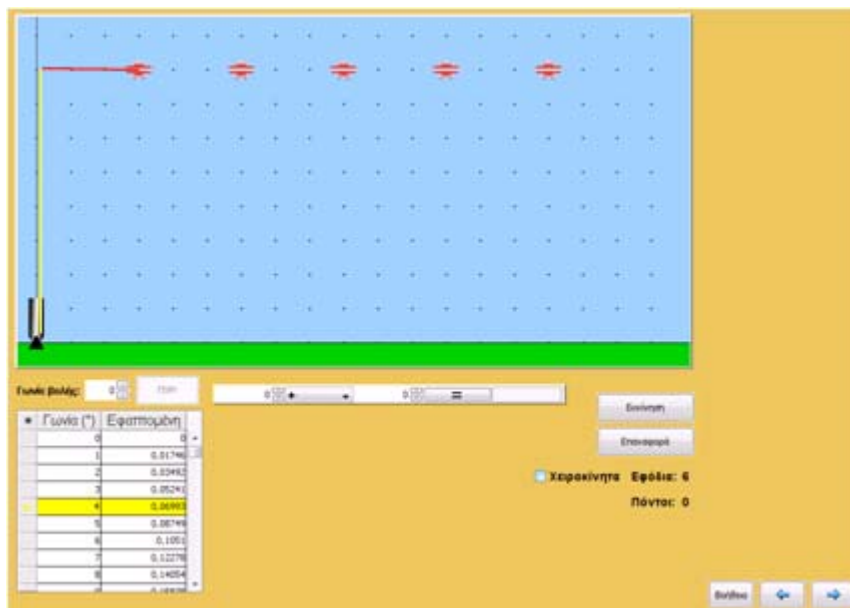 Γωνία βολής: 0
0 + - 0 =
Εκκίνηση
Επαναφορά
Γωνία (°) Εφαπτομένη
0 0
1 0,01746
2 0,03492
3 0,05241
4 0,06993
5 0,08749
6 0,1051
7 0,12278
8 0,14054
Χειροκίνητα Εφόδια: 6
Πόντοι: 0
Βοήθεια